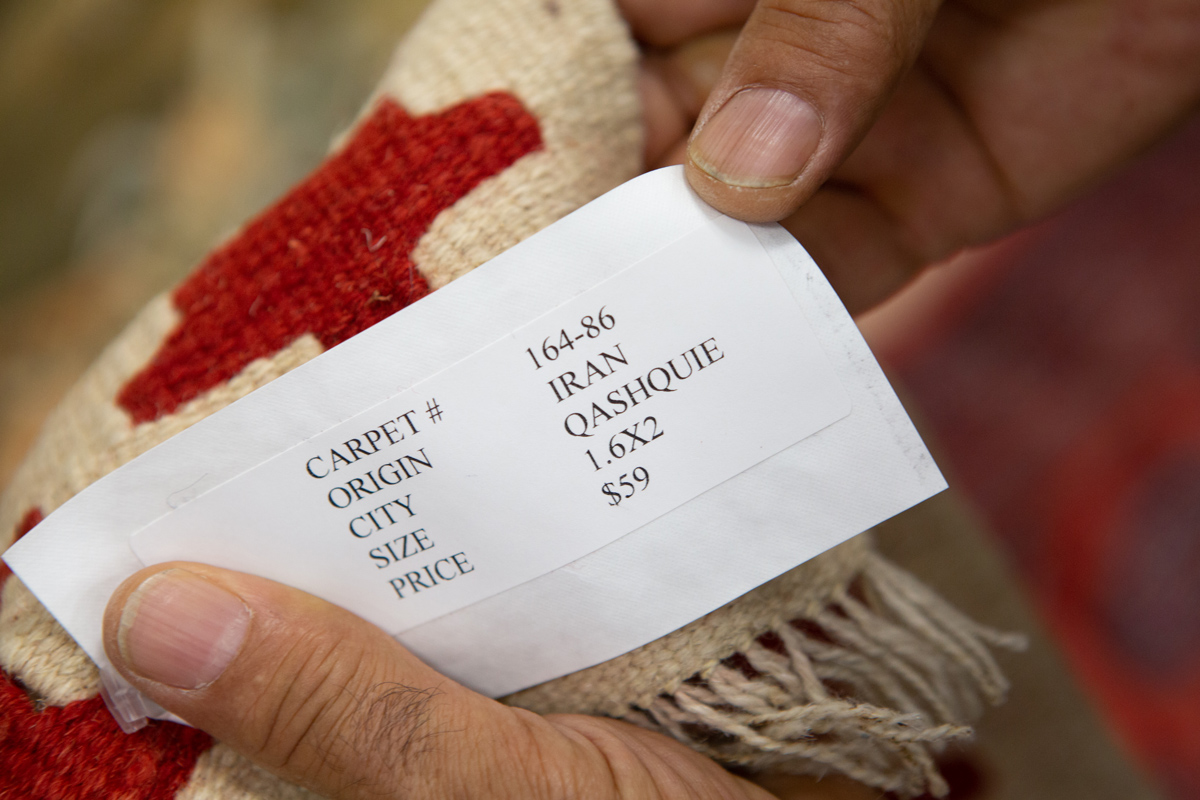 CARPET # 164-86
ORIGIN IRAN
CITY QASHQUIE
SIZE 1.6X2
PRICE $59